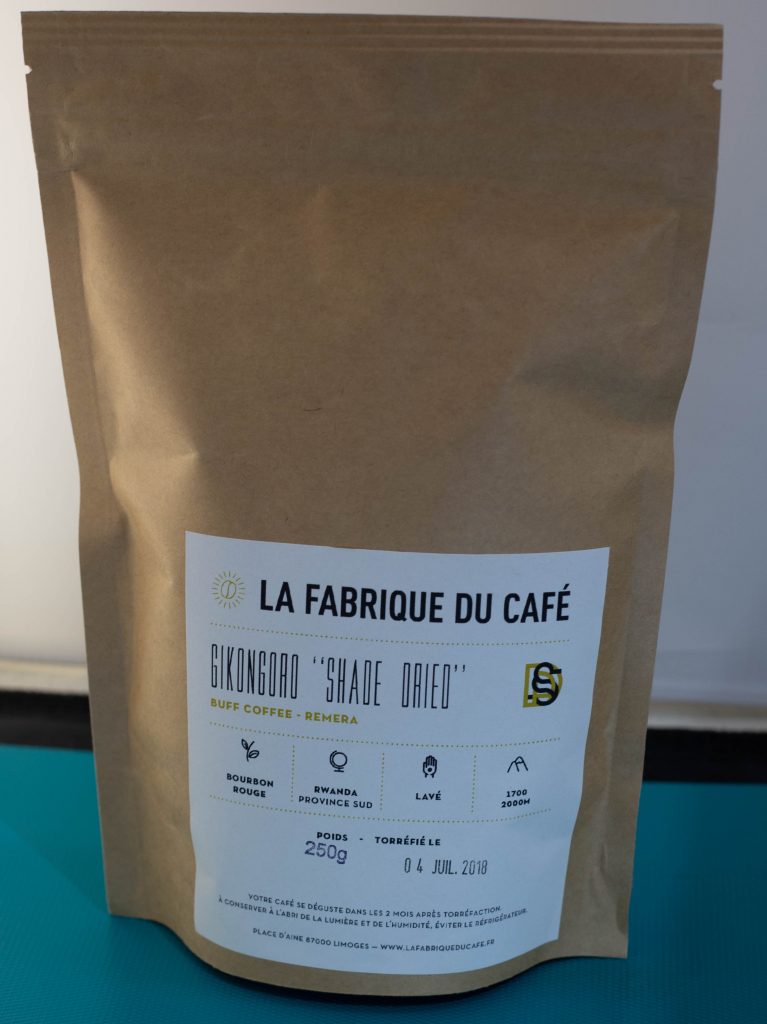 LA FABRIQUE DU CAFÉ
GIKONGORO "SHADE DRIED"
SD
BUFF COFFEE - REMERA
BOURBON
ROUGE
RWANDA
PROVINCE SUD
LAVÉ
1700
2000M
POIDS - TORRÉFIÉ LE
250g 04 JUIL. 2018
VOTRE CAFÉ SE DÉGUSTE DANS LES 2 MOIS APRÈS TORRÉFACTION.
À CONSERVER À L'ABRI DE LA LUMIÈRE ET DE L'HUMIDITÉ, ÉVITER LE RÉFRIGÉRATEUR.
PLACE D'AINE 87000 LIMOGES — WWW.LAFABRIQUEDUCAFE.FR